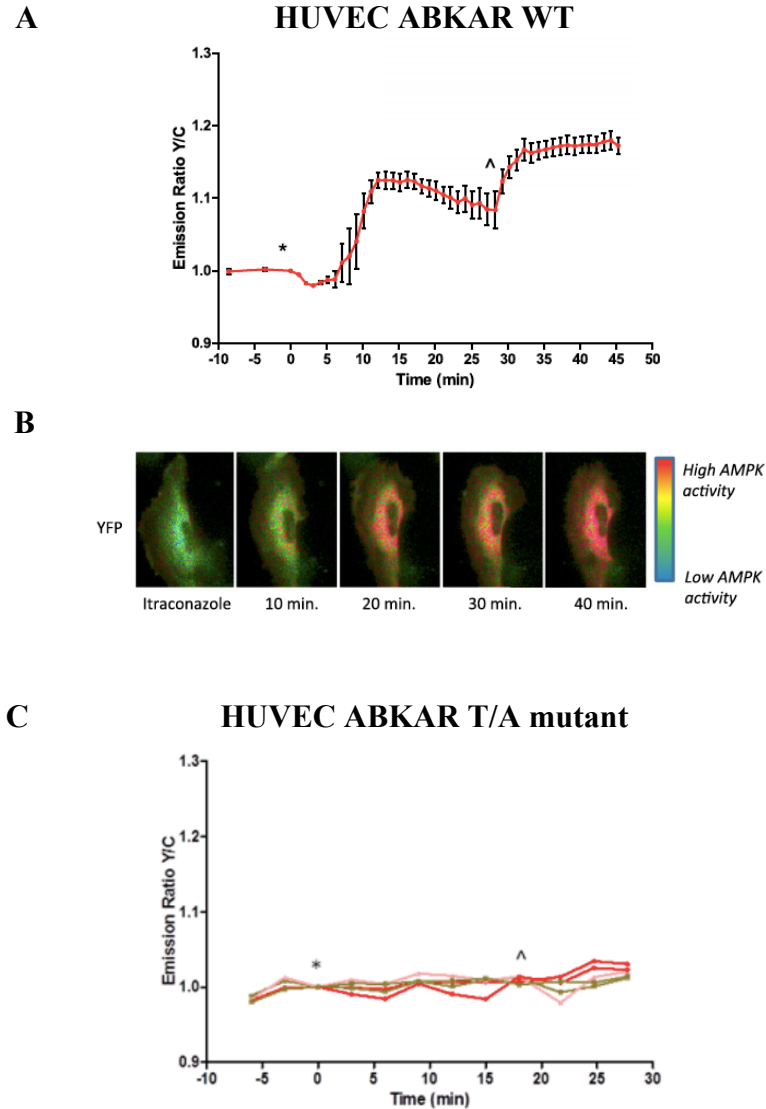 A HUVEC ABKAR WT
1.3
1.2
1.1
1.0
0.9
Emission Ratio Y/C
*
^
-10 -5 0 5 10 15 20 25 30 35 40 45 50
Time (min)
B
YFP
High AMPK
activity
Low AMPK
activity
Itraconazole 10 min. 20 min. 30 min. 40 min.
C HUVEC ABKAR T/A mutant
1.3
1.2
1.1
1.0
0.9
Emission Ratio Y/C
*
^
-10 -5 0 5 10 15 20 25 30
Time (min)